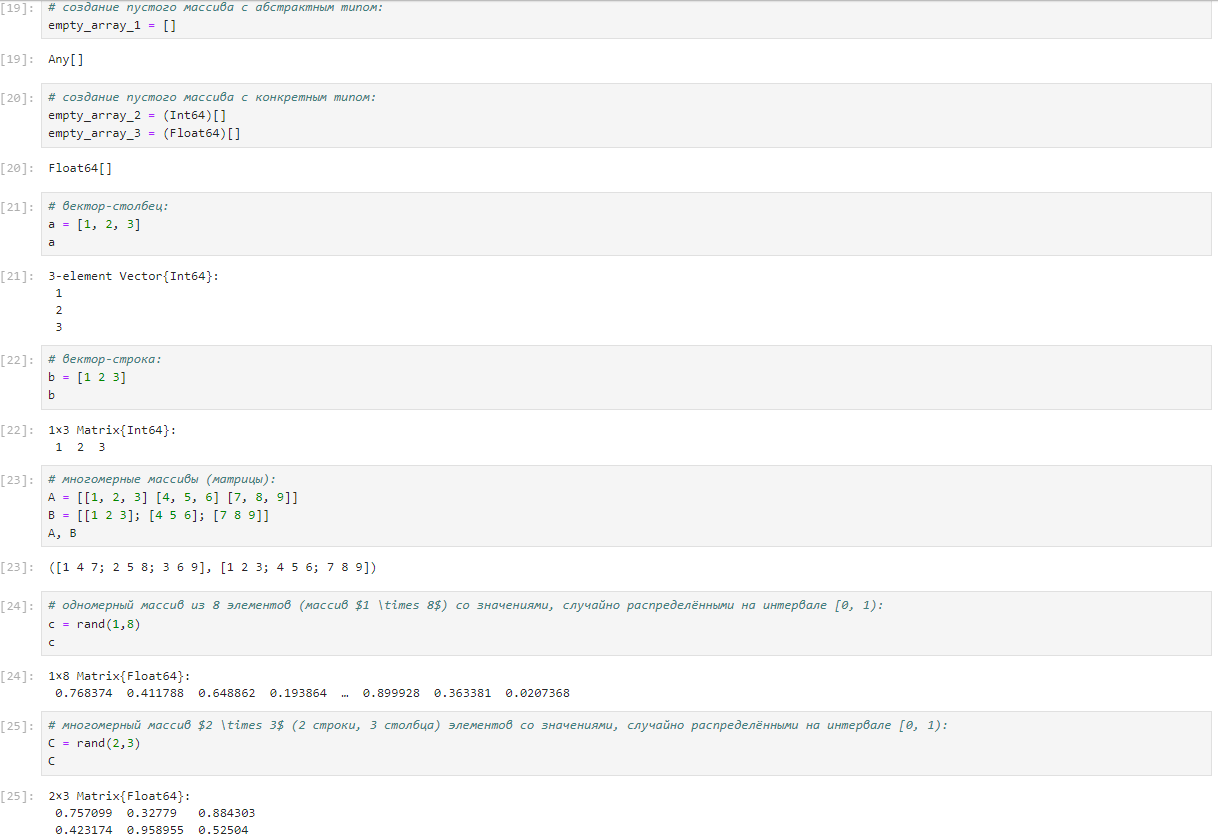 [19]: # создание пустого массива с абстрактным типом:
empty_array_1 = []
[19]: Any[]
[20]: # создание пустого массива с конкретным типом:
empty_array_2 = (Int64)[]
empty_array_3 = (Float64)[]
[20]: Float64[]
[21]: # вектор-столбец:
a = [1, 2, 3]
a
[21]: 3-element Vector{Int64}:
1
2
3
[22]: # вектор-строка:
b = [1 2 3]
b
[22]: 1×3 Matrix{Int64}:
1  2  3
[23]: # многомерные массивы (матрицы):
A = [[1, 2, 3] [4, 5, 6] [7, 8, 9]]
B = [[1 2 3]; [4 5 6]; [7 8 9]]
A, B
[23]: ([1 4 7; 2 5 8; 3 6 9], [1 2 3; 4 5 6; 7 8 9])
[24]: # одномерный массив из 8 элементов (массив $1 \times 8$) со значениями, случайно распределёнными на интервале [0, 1):
c = rand(1,8)
c
[24]: 1×8 Matrix{Float64}:
0.768374  0.411788  0.648862  0.193864  …  0.899928  0.363381  0.0207368
[25]: # многомерный массив $2 \times 3$ (2 строки, 3 столбца) элементов со значениями, случайно распределёнными на интервале [0, 1):
C = rand(2,3)
C
[25]: 2×3 Matrix{Float64}:
0.757099  0.32779   0.884303
0.423174  0.958955  0.52504